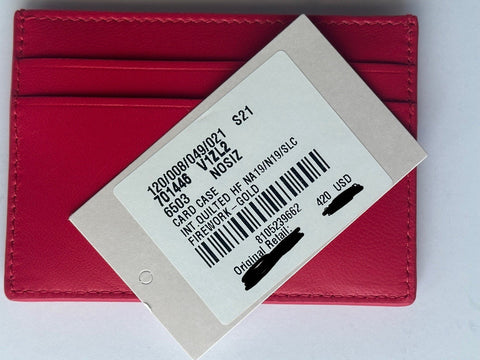 120/008/049/021 S21
701446 V1ZL2
6503 NOSIZ
CARD CASE
INT.QUILTED HF NA19/N19/SLC
FIREWORK - GOLD
8105239662
Original Retail: 420 USD